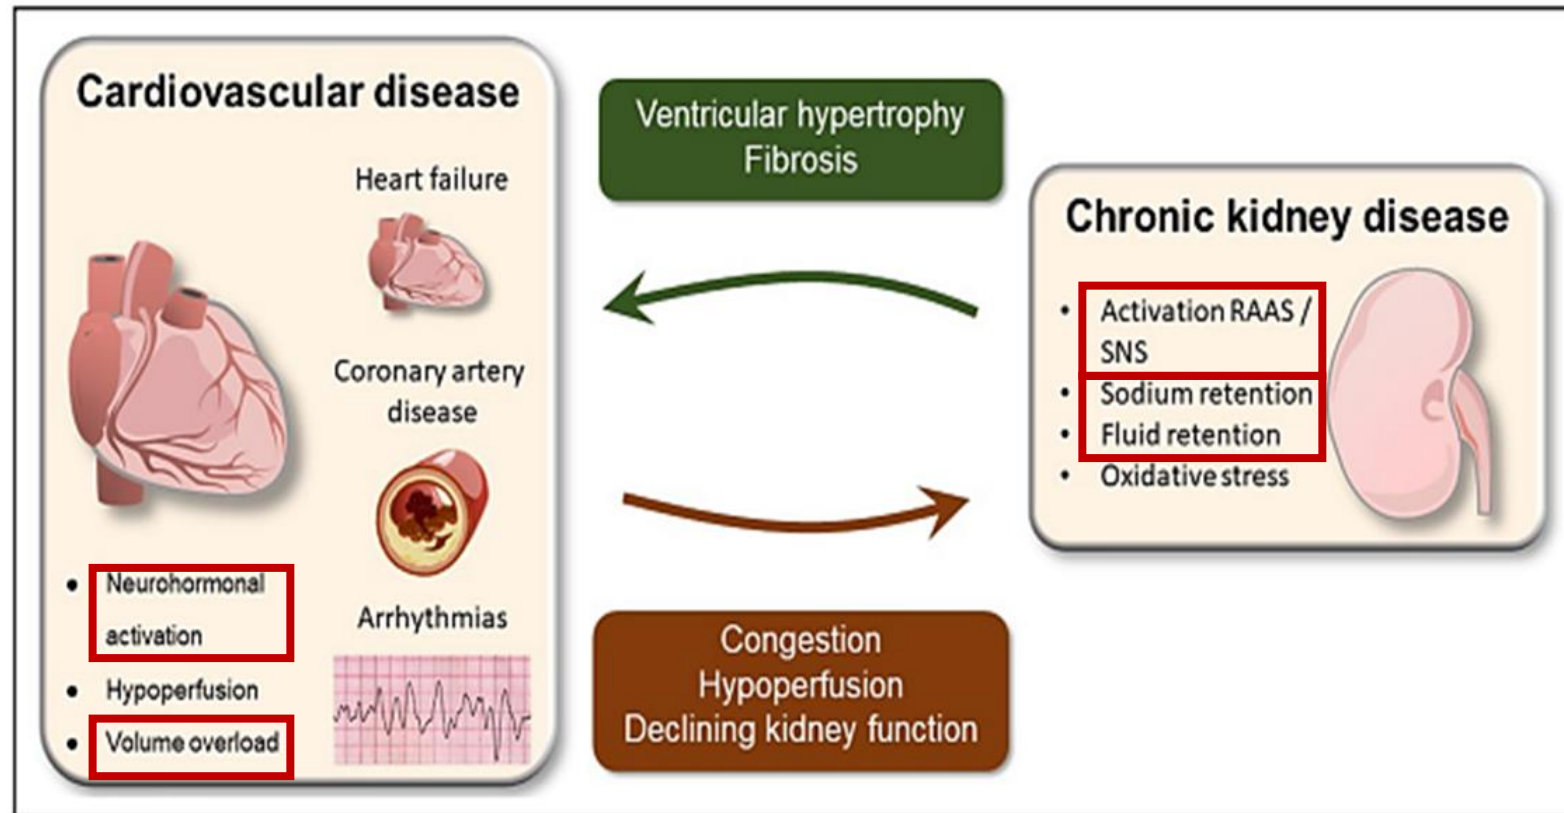 Cardiovascular disease
Heart failure
Coronary artery
disease
Arrhythmias
• Neurohormonal
activation
• Hypoperfusion
• Volume overload
Ventricular hypertrophy
Fibrosis
Congestion
Hypoperfusion
Declining kidney function
Chronic kidney disease
• Activation RAAS /
SNS
• Sodium retention
• Fluid retention
• Oxidative stress